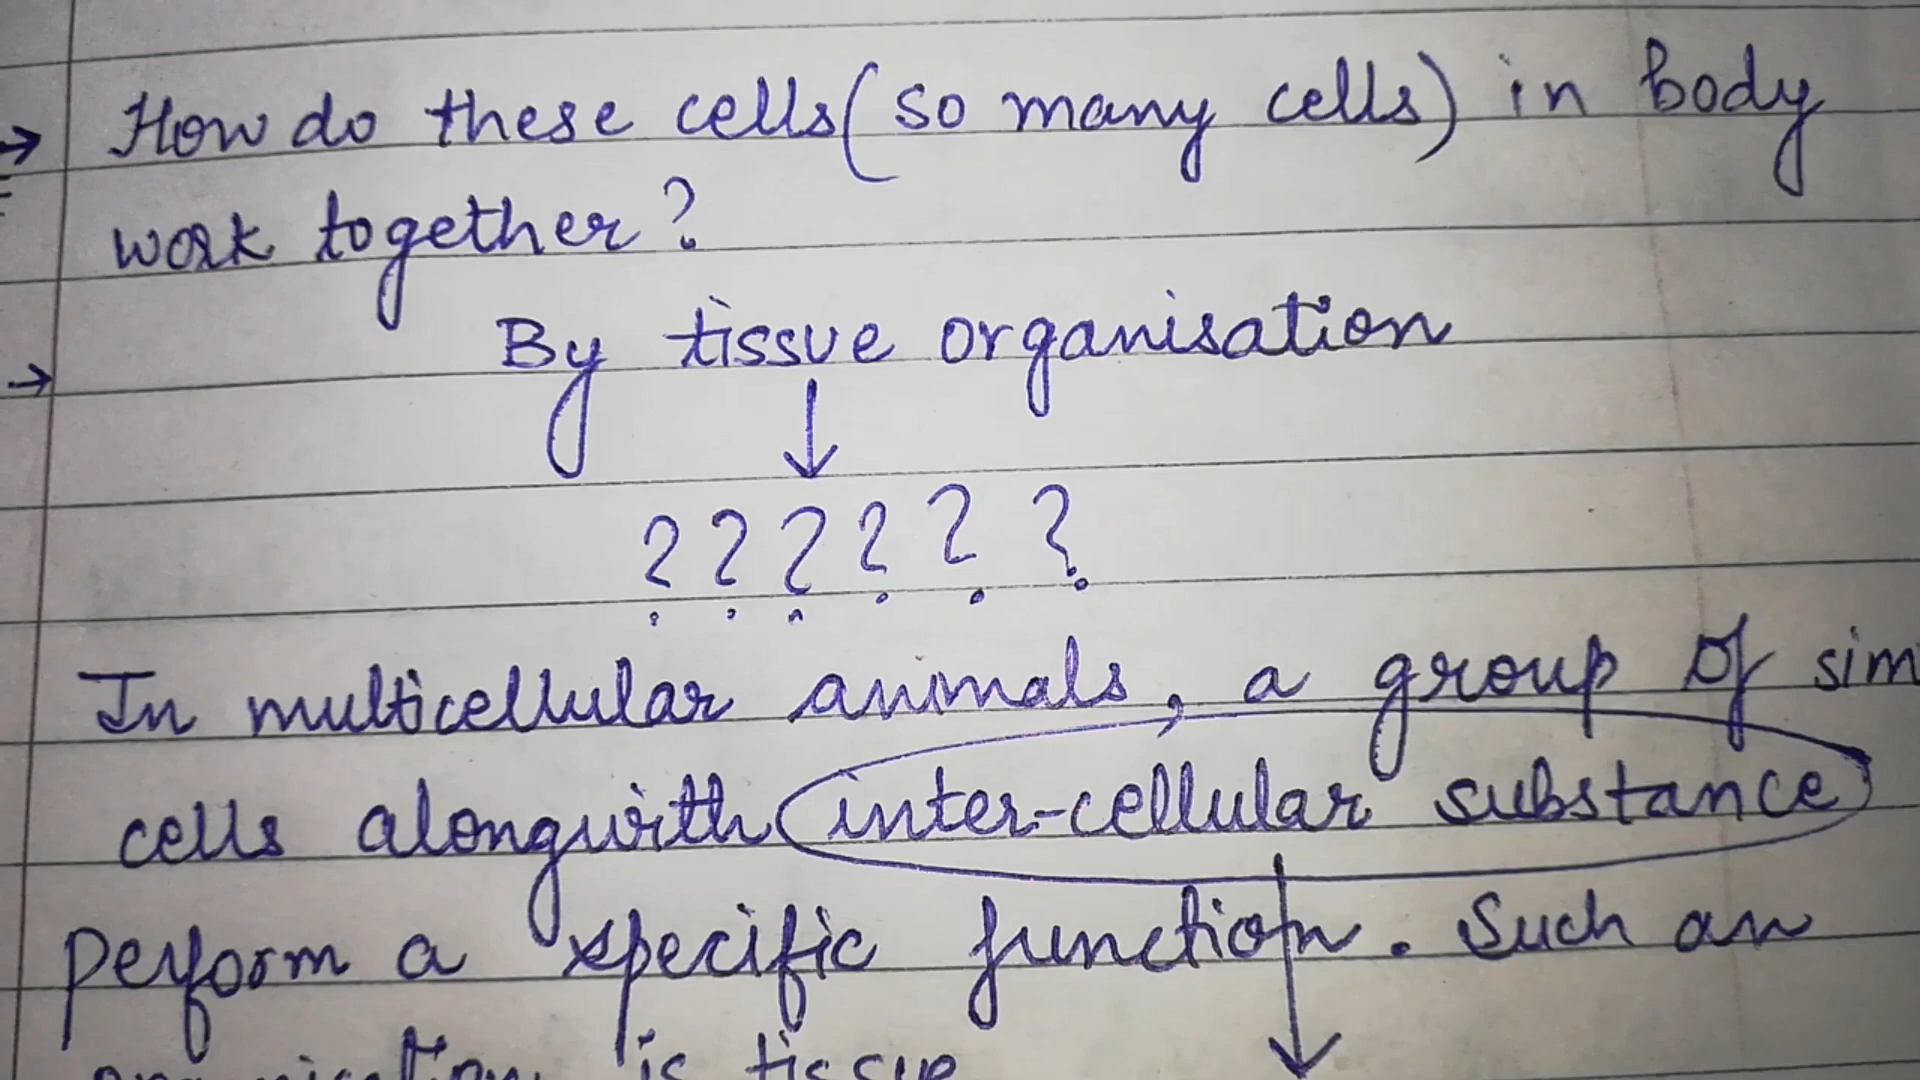 → How do these cells (so many cells) in body
work together?
→ By tissue organisation
↓
? ? ? ? ? ?
In multicellular animals, a group of sim
cells alongwith inter-cellular substance
perform a specific function. Such an
organisation is tissue